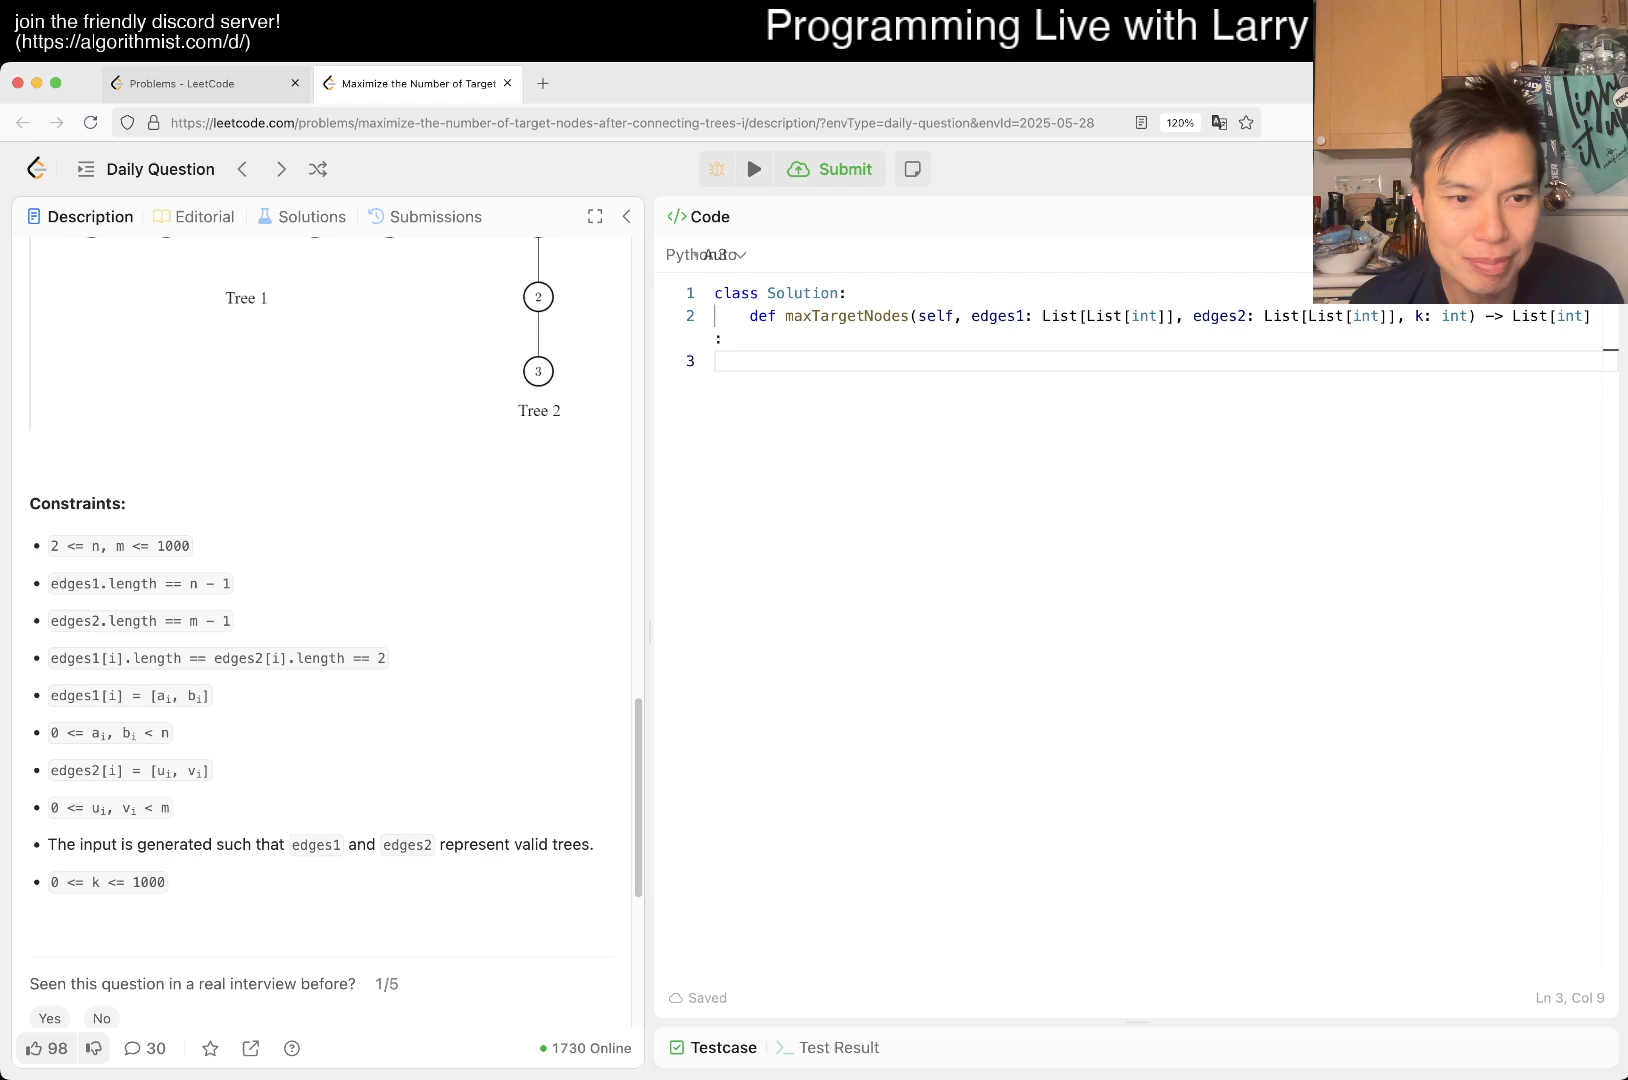 join the friendly discord server!
(https://algorithmist.com/d/)
Programming Live with Larry
Problems - LeetCode
Maximize the Number of Target
https://leetcode.com/problems/maximize-the-number-of-target-nodes-after-connecting-trees-i/description/?envType=daily-question&envId=2025-05-28
120%
Daily Question
Submit
Description
Editorial
Solutions
Submissions
</> Code
Python3
Auto
2
Tree 1
3
Tree 2
Constraints:
• 2 <= n, m <= 1000
• edges1.length == n - 1
• edges2.length == m - 1
• edges1[i].length == edges2[i].length == 2
• edges1[i] = [ai, bi]
• 0 <= ai, bi < n
• edges2[i] = [ui, vi]
• 0 <= ui, vi < m
• The input is generated such that edges1 and edges2 represent valid trees.
• 0 <= k <= 1000
Seen this question in a real interview before? 1/5
Yes No
98 30 1730 Online
1 class Solution:
2 def maxTargetNodes(self, edges1: List[List[int]], edges2: List[List[int]], k: int) -> List[int]
:
3
Saved
Ln 3, Col 9
Testcase
Test Result